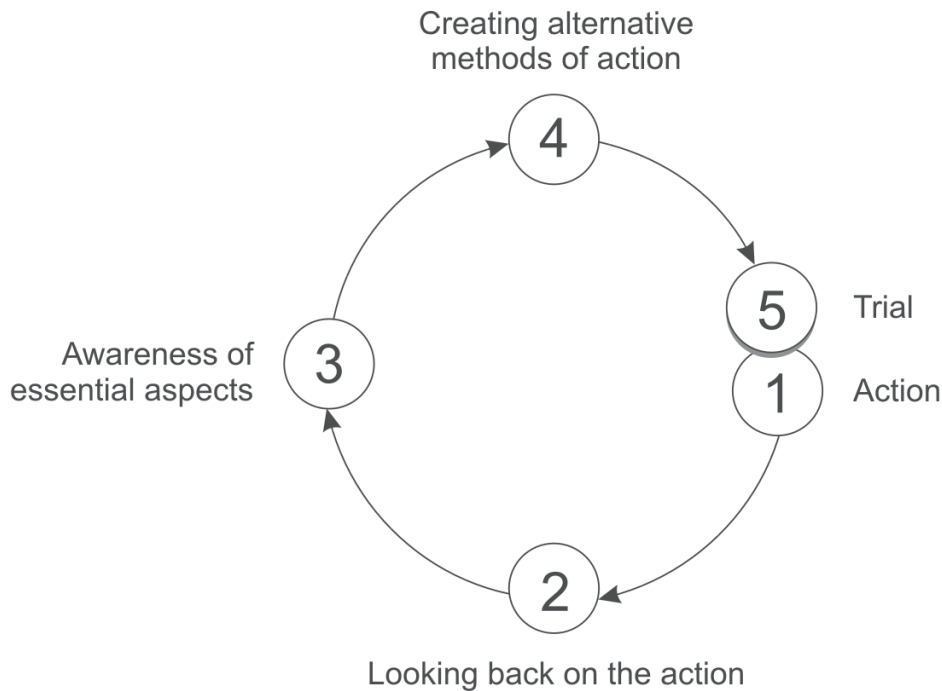 Creating alternative
methods of action
4
5
Trial
3
Awareness of
essential aspects
1
Action
2
Looking back on the action